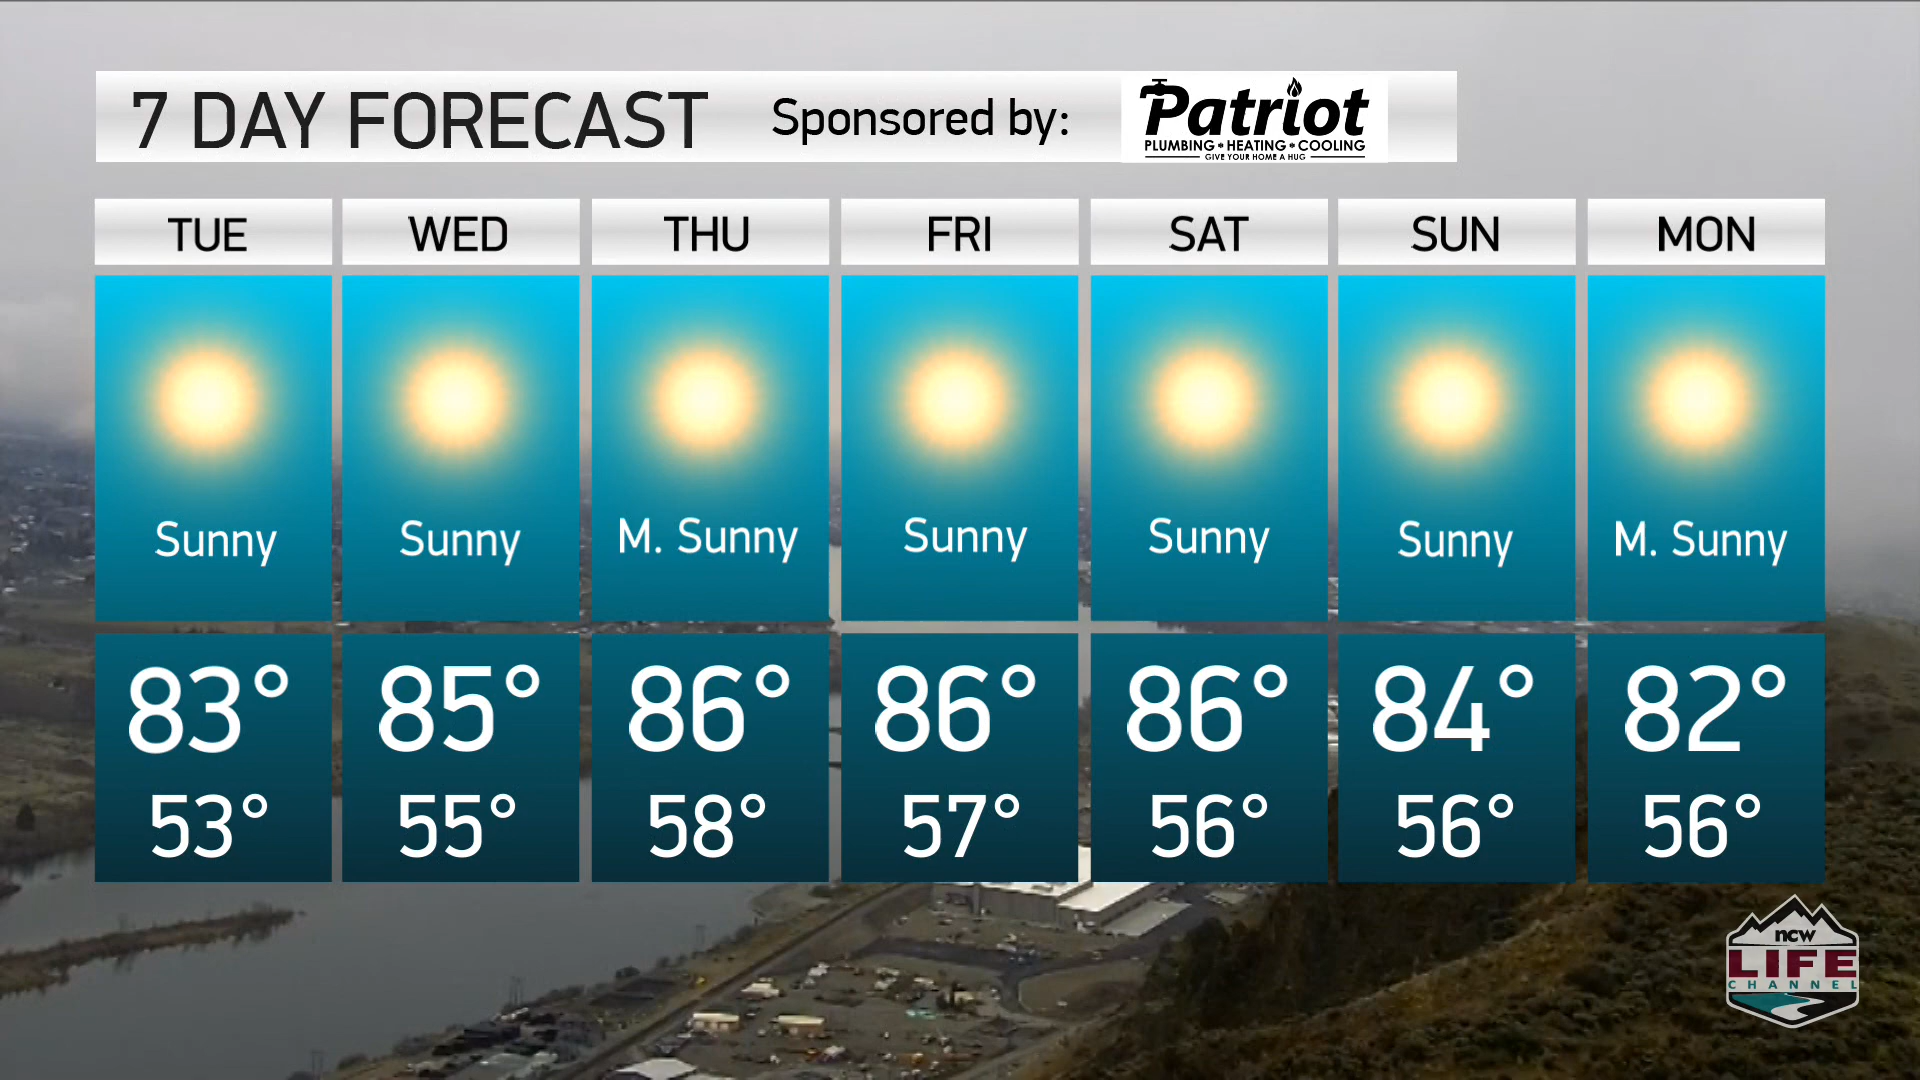 7 DAY FORECAST Sponsored by: Patriot
PLUMBING * HEATING * COOLING
GIVE YOUR HOME A HUG
TUE WED THU FRI SAT SUN MON
Sunny Sunny M. Sunny Sunny Sunny Sunny M. Sunny
83° 85° 86° 86° 86° 84° 82°
53° 55° 58° 57° 56° 56° 56°
ncw
LIFE
CHANNEL